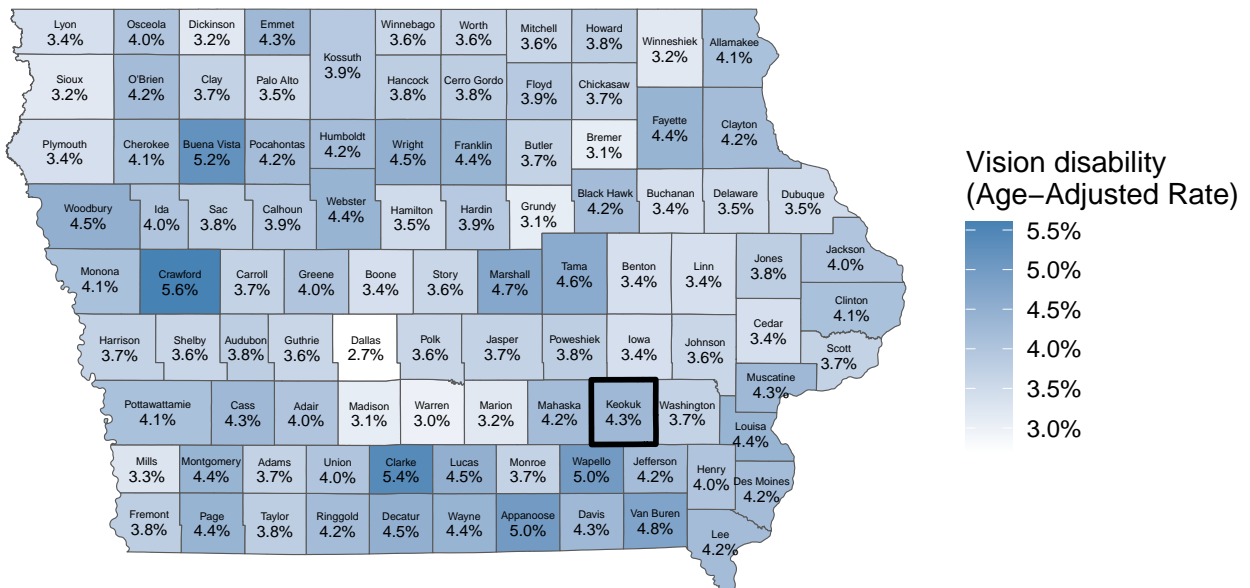 Lyon
3.4%
Osceola
4.0%
Dickinson
3.2%
Emmet
4.3%
Kossuth
3.9%
Winnebago
3.6%
Worth
3.6%
Mitchell
3.6%
Howard
3.8%
Winneshiek
3.2%
Allamakee
4.1%
Sioux
3.2%
O'Brien
4.2%
Clay
3.7%
Palo Alto
3.5%
Hancock
3.8%
Cerro Gordo
3.8%
Floyd
3.9%
Chickasaw
3.7%
Fayette
4.4%
Clayton
4.2%
Plymouth
3.4%
Cherokee
4.1%
Buena Vista
5.2%
Pocahontas
4.2%
Humboldt
4.2%
Wright
4.5%
Franklin
4.4%
Butler
3.7%
Bremer
3.1%
Woodbury
4.5%
Ida
4.0%
Sac
3.8%
Calhoun
3.9%
Webster
4.4%
Hamilton
3.5%
Hardin
3.9%
Grundy
3.1%
Black Hawk
4.2%
Buchanan
3.4%
Delaware
3.5%
Dubuque
3.5%
Monona
4.1%
Crawford
5.6%
Carroll
3.7%
Greene
4.0%
Boone
3.4%
Story
3.6%
Marshall
4.7%
Tama
4.6%
Benton
3.4%
Linn
3.4%
Jones
3.8%
Jackson
4.0%
Clinton
4.1%
Harrison
3.7%
Shelby
3.6%
Audubon
3.8%
Guthrie
3.6%
Dallas
2.7%
Polk
3.6%
Jasper
3.7%
Poweshiek
3.8%
Iowa
3.4%
Johnson
3.6%
Cedar
3.4%
Scott
3.7%
Muscatine
4.3%
Pottawattamie
4.1%
Cass
4.3%
Adair
4.0%
Madison
3.1%
Warren
3.0%
Marion
3.2%
Mahaska
4.2%
Keokuk
4.3%
Washington
3.7%
Louisa
4.4%
Mills
3.3%
Montgomery
4.4%
Adams
3.7%
Union
4.0%
Clarke
5.4%
Lucas
4.5%
Monroe
3.7%
Wapello
5.0%
Jefferson
4.2%
Henry
4.0%
Des Moines
4.2%
Fremont
3.8%
Page
4.4%
Taylor
3.8%
Ringgold
4.2%
Decatur
4.5%
Wayne
4.4%
Appanoose
5.0%
Davis
4.3%
Van Buren
4.8%
Lee
4.2%
Vision disability
(Age−Adjusted Rate)
5.5%
5.0%
4.5%
4.0%
3.5%
3.0%